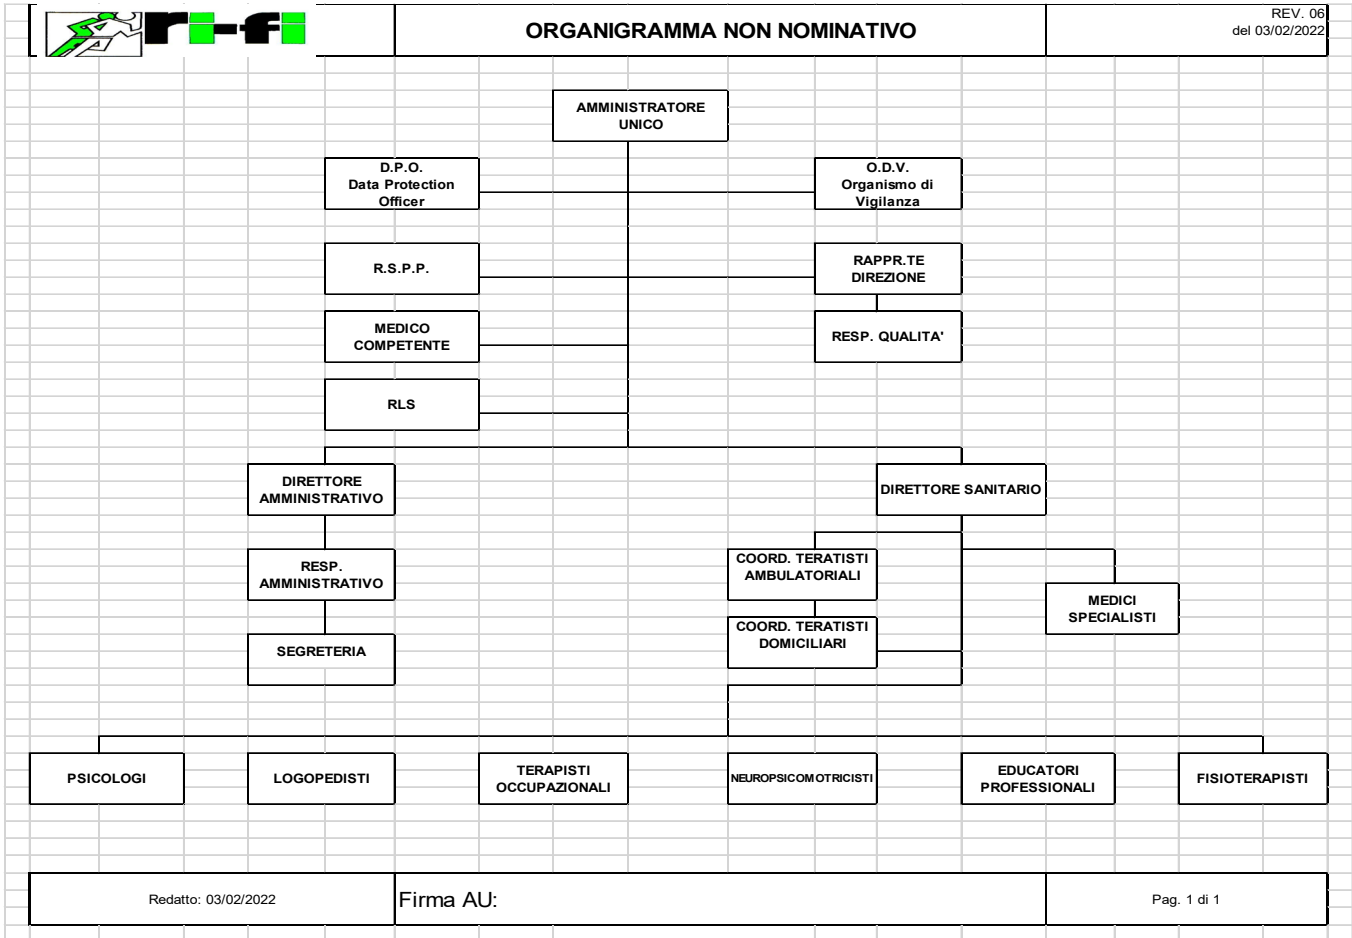 ri-fi
ORGANIGRAMMA NON NOMINATIVO
REV. 06
del 03/02/2022
AMMINISTRATORE
UNICO
D.P.O.
Data Protection
Officer
O.D.V.
Organismo di
Vigilanza
R.S.P.P.
RAPPR.TE
DIREZIONE
MEDICO
COMPETENTE
RESP. QUALITA'
RLS
DIRETTORE
AMMINISTRATIVO
DIRETTORE SANITARIO
RESP.
AMMINISTRATIVO
COORD. TERATISTI
AMBULATORIALI
MEDICI
SPECIALISTI
SEGRETERIA
COORD. TERATISTI
DOMICILIARI
PSICOLOGI
LOGOPEDISTI
TERAPISTI
OCCUPAZIONALI
NEUROPSICOMOTRICISTI
EDUCATORI
PROFESSIONALI
FISIOTERAPISTI
Redatto: 03/02/2022
Firma AU:
Pag. 1 di 1